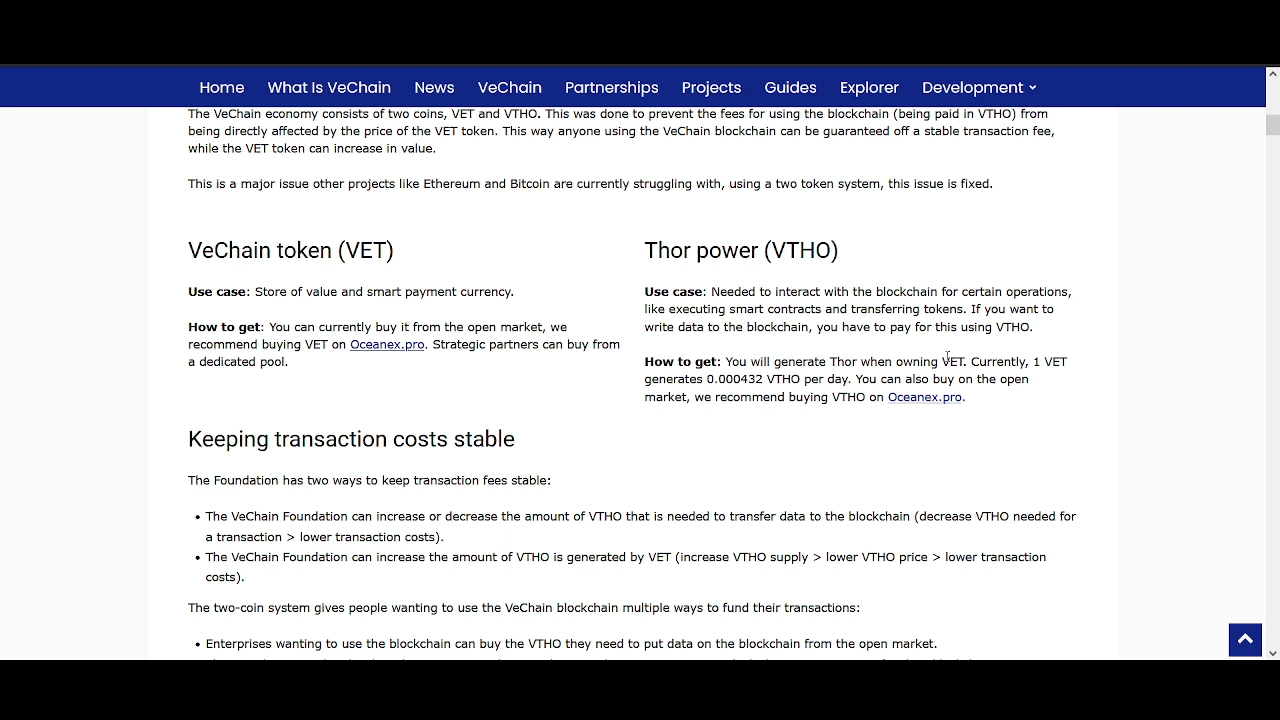 Home What Is VeChain News VeChain Partnerships Projects Guides Explorer Development
The VeChain economy consists of two coins, VET and VTHO. This was done to prevent the fees for using the blockchain (being paid in VTHO) from
being directly affected by the price of the VET token. This way anyone using the VeChain blockchain can be guaranteed off a stable transaction fee,
while the VET token can increase in value.
This is a major issue other projects like Ethereum and Bitcoin are currently struggling with, using a two token system, this issue is fixed.
VeChain token (VET)
Use case: Store of value and smart payment currency.
How to get: You can currently buy it from the open market, we
recommend buying VET on Oceanex.pro. Strategic partners can buy from
a dedicated pool.
Thor power (VTHO)
Use case: Needed to interact with the blockchain for certain operations,
like executing smart contracts and transferring tokens. If you want to
write data to the blockchain, you have to pay for this using VTHO.
How to get: You will generate Thor when owning VET. Currently, 1 VET
generates 0.000432 VTHO per day. You can also buy on the open
market, we recommend buying VTHO on Oceanex.pro.
Keeping transaction costs stable
The Foundation has two ways to keep transaction fees stable:
• The VeChain Foundation can increase or decrease the amount of VTHO that is needed to transfer data to the blockchain (decrease VTHO needed for
a transaction > lower transaction costs).
• The VeChain Foundation can increase the amount of VTHO is generated by VET (increase VTHO supply > lower VTHO price > lower transaction
costs).
The two-coin system gives people wanting to use the VeChain blockchain multiple ways to fund their transactions:
• Enterprises wanting to use the blockchain can buy the VTHO they need to put data on the blockchain from the open market.